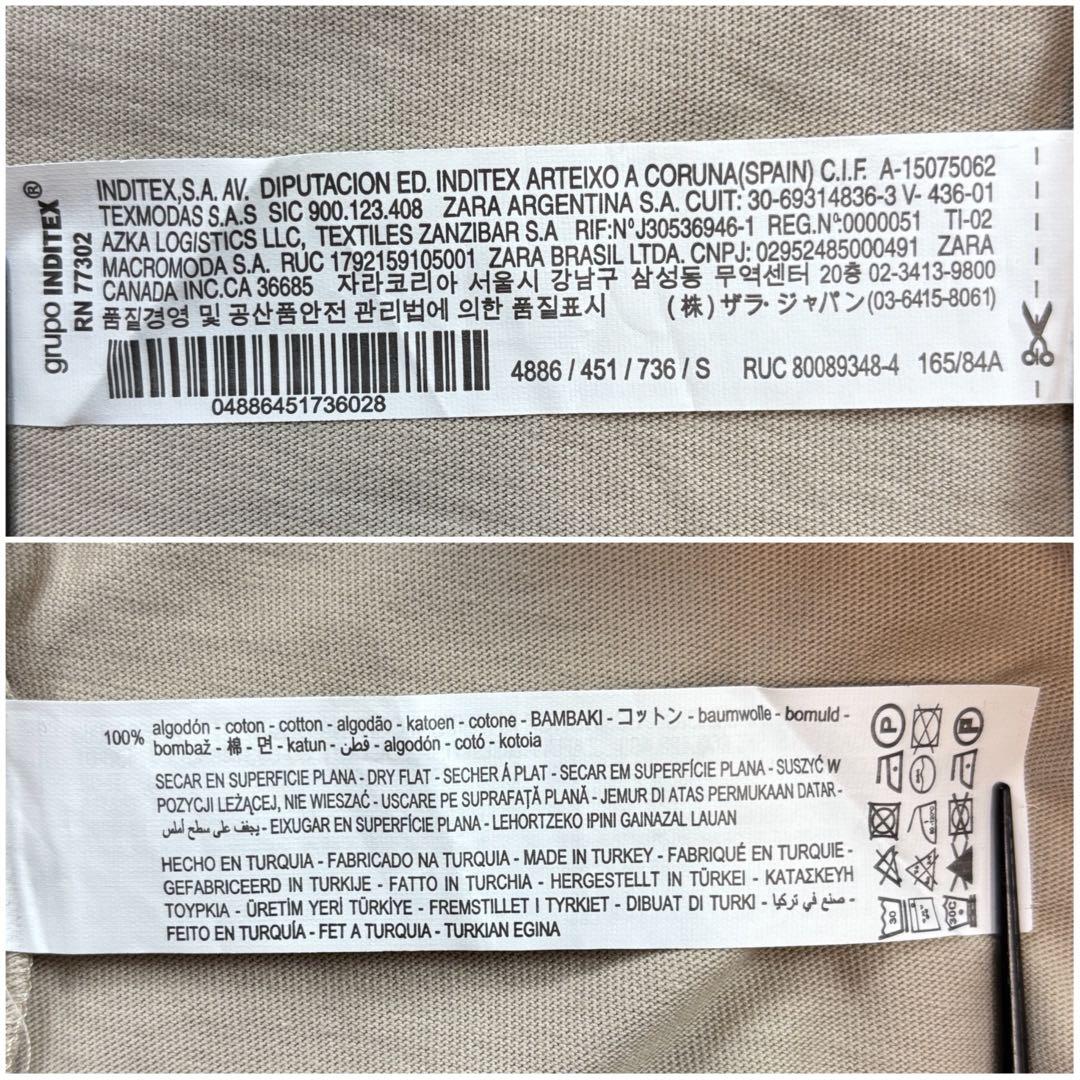 grupo INDITEX®
RN 77302
INDITEX,S.A. AV. DIPUTACION ED. INDITEX ARTEIXO A CORUNA(SPAIN) C.I.F. A-15075062
TEXMODAS S.A.S SIC 900.123.408 ZARA ARGENTINA S.A. CUIT: 30-69314836-3 V- 436-01
AZKA LOGISTICS LLC, TEXTILES ZANZIBAR S.A RIF:NºJ30536946-1 REG.Nº:0000051 TI-02
MACROMODA S.A. RUC 1792159105001 ZARA BRASIL LTDA. CNPJ: 02952485000491 ZARA
CANADA INC.CA 36685 자라코리아 서울시 강남구 삼성동 무역센터 20층 02-3413-9800
품질경영 및 공산품안전 관리법에 의한 품질표시 (株) ザラ・ジャパン (03-6415-8061)
4886 / 451 / 736 / S RUC 80089348-4 165/84A
04886451736028
100% algodón - coton - cotton - algodão - katoen - cotone - BAMBAKI - コットン - baumwolle - bomuld -
bombaž - 棉 - 면 - katun - قطن - algodón - cotó - kotoia
SECAR EN SUPERFICIE PLANA - DRY FLAT - SECHER Á PLAT - SECAR EM SUPERFÍCIE PLANA - SUSZYĆ W
POZYCJI LEŻĄCEJ, NIE WIESZAĆ - USCARE PE SUPRAFAȚĂ PLANĂ - JEMUR DI ATAS PERMUKAAN DATAR -
يجفف على سطح أملس - EIXUGAR EN SUPERFÍCIE PLANA - LEHORTZEKO IPINI GAINAZAL LAUAN
HECHO EN TURQUIA - FABRICADO NA TURQUIA - MADE IN TURKEY - FABRIQUÉ EN TURQUIE -
GEFABRICEERD IN TURKIJE - FATTO IN TURCHIA - HERGESTELLT IN TÜRKEI - ΚΑΤΑΣΚΕΥΗ
ΤΟΥΡΚΙΑ - ÜRETİM YERİ TÜRKİYE - FREMSTILLET I TYRKIET - DIBUAT DI TURKI - صنع في تركيا -
FEITO EN TURQUÍA - FET A TURQUIA - TURKIAN EGINA
P P
30